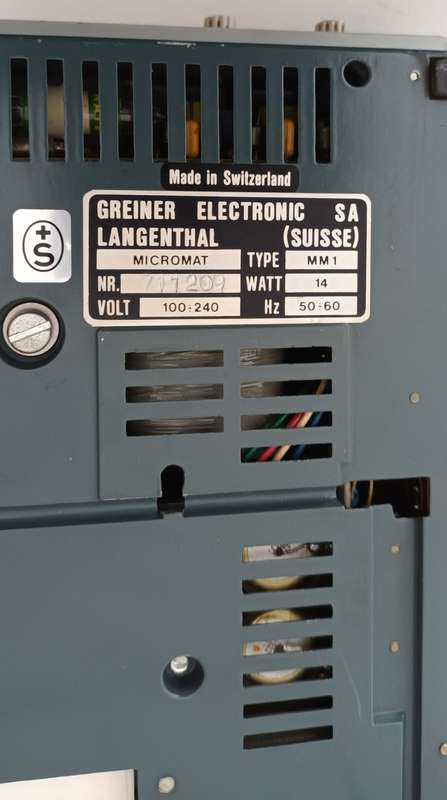 Made in Switzerland
GREINER ELECTRONIC SA
LANGENTHAL (SUISSE)
MICROMAT TYPE MM1
NR. 717209 WATT 14
VOLT 100÷240 Hz 50÷60
+S